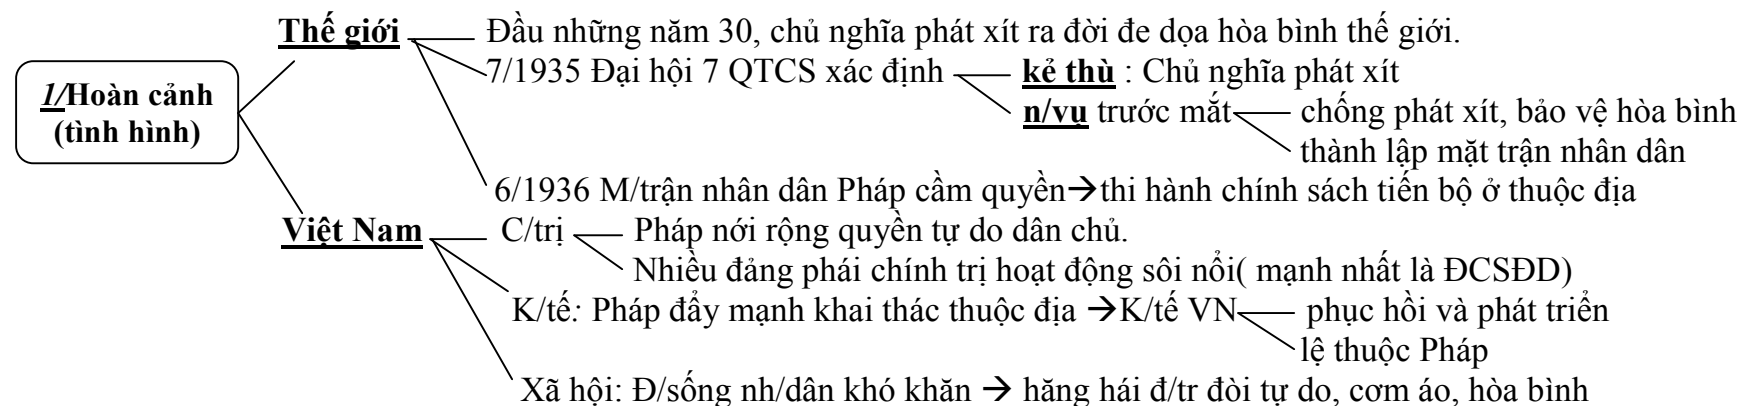 Thế giới Đầu những năm 30, chủ nghĩa phát xít ra đời đe dọa hòa bình thế giới.
7/1935 Đại hội 7 QTCS xác định kẻ thù : Chủ nghĩa phát xít
1/Hoàn cảnh
(tình hình)
n/vụ trước mắt chống phát xít, bảo vệ hòa bình
thành lập mặt trận nhân dân
6/1936 M/trận nhân dân Pháp cầm quyền→thi hành chính sách tiến bộ ở thuộc địa
Việt Nam C/trị Pháp nới rộng quyền tự do dân chủ.
Nhiều đảng phái chính trị hoạt động sôi nổi( mạnh nhất là ĐCSĐD)
K/tế: Pháp đẩy mạnh khai thác thuộc địa →K/tế VN phục hồi và phát triển
lệ thuộc Pháp
Xã hội: Đ/sống nh/dân khó khăn → hăng hái đ/tr đòi tự do, cơm áo, hòa bình